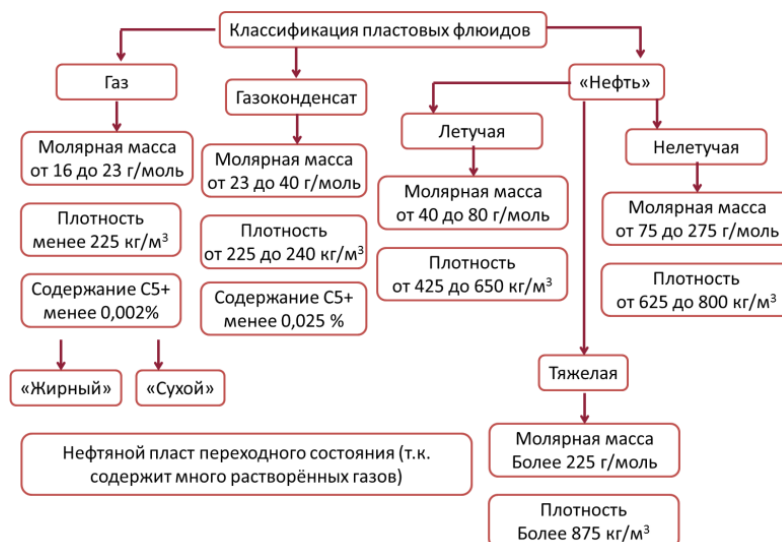 Классификация пластовых флюидов
Газ
Молярная масса
от 16 до 23 г/моль
Плотность
менее 225 кг/м³
Содержание С5+
менее 0,002%
«Жирный»
«Сухой»
Газоконденсат
Молярная масса
от 23 до 40 г/моль
Плотность
от 225 до 240 кг/м³
Содержание С5+
менее 0,025 %
«Нефть»
Летучая
Молярная масса
от 40 до 80 г/моль
Плотность
от 425 до 650 кг/м³
Нелетучая
Молярная масса
от 75 до 275 г/моль
Плотность
от 625 до 800 кг/м³
Тяжелая
Молярная масса
Более 225 г/моль
Плотность
Более 875 кг/м³
Нефтяной пласт переходного состояния (т.к.
содержит много растворённых газов)